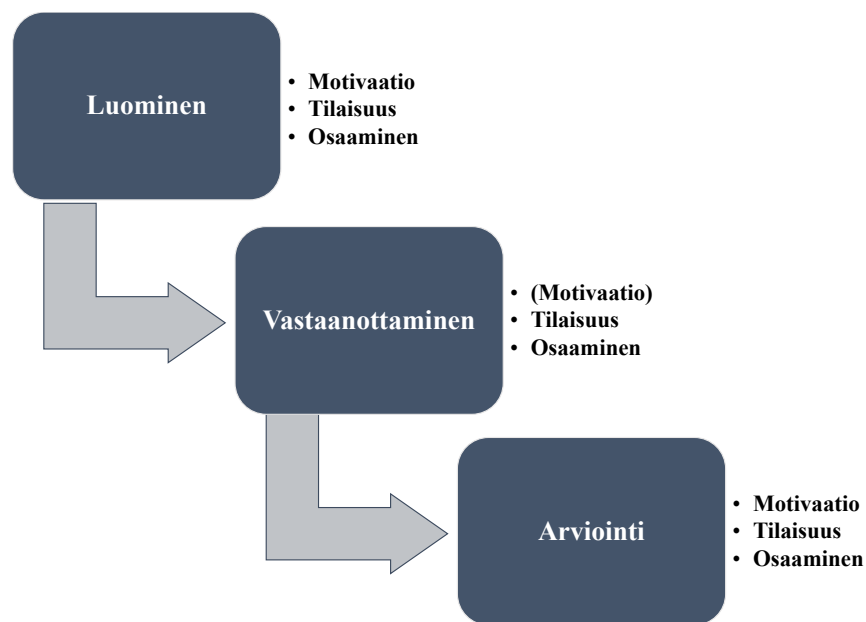 Luominen
• Motivaatio
• Tilaisuus
• Osaaminen
Vastaanottaminen
• (Motivaatio)
• Tilaisuus
• Osaaminen
Arviointi
• Motivaatio
• Tilaisuus
• Osaaminen